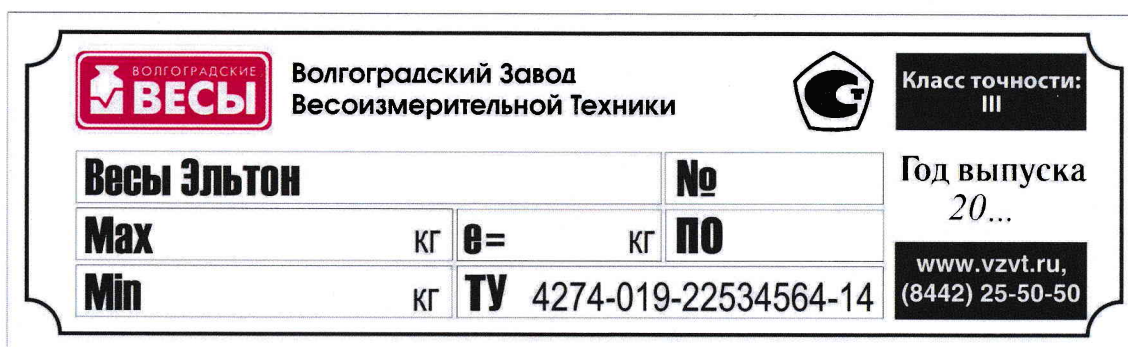 ВОЛГОГРАДСКИЕ
ВЕСЫ
Волгоградский Завод
Весоизмерительной Техники
Класс точности:
III
Весы Эльтон
№
Max кг
e= кг
ПО
Min кг
ТУ 4274-019-22534564-14
Год выпуска
20...
www.vzvt.ru,
(8442) 25-50-50